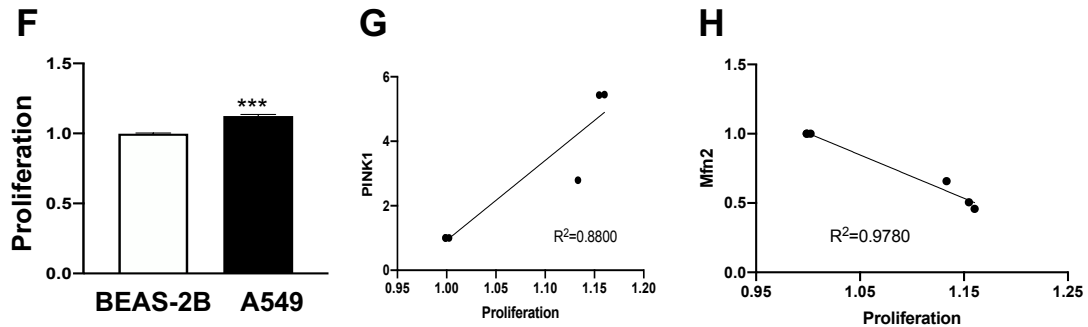 F
Proliferation
1.5
1.0
0.5
0.0
***
BEAS-2B
A549
G
PINK1
6
4
2
0
R²=0.8800
0.95
1.00
1.05
1.10
1.15
1.20
Proliferation
H
Mfn2
1.5
1.0
0.5
0.0
R²=0.9780
0.95
1.05
1.15
1.25
Proliferation